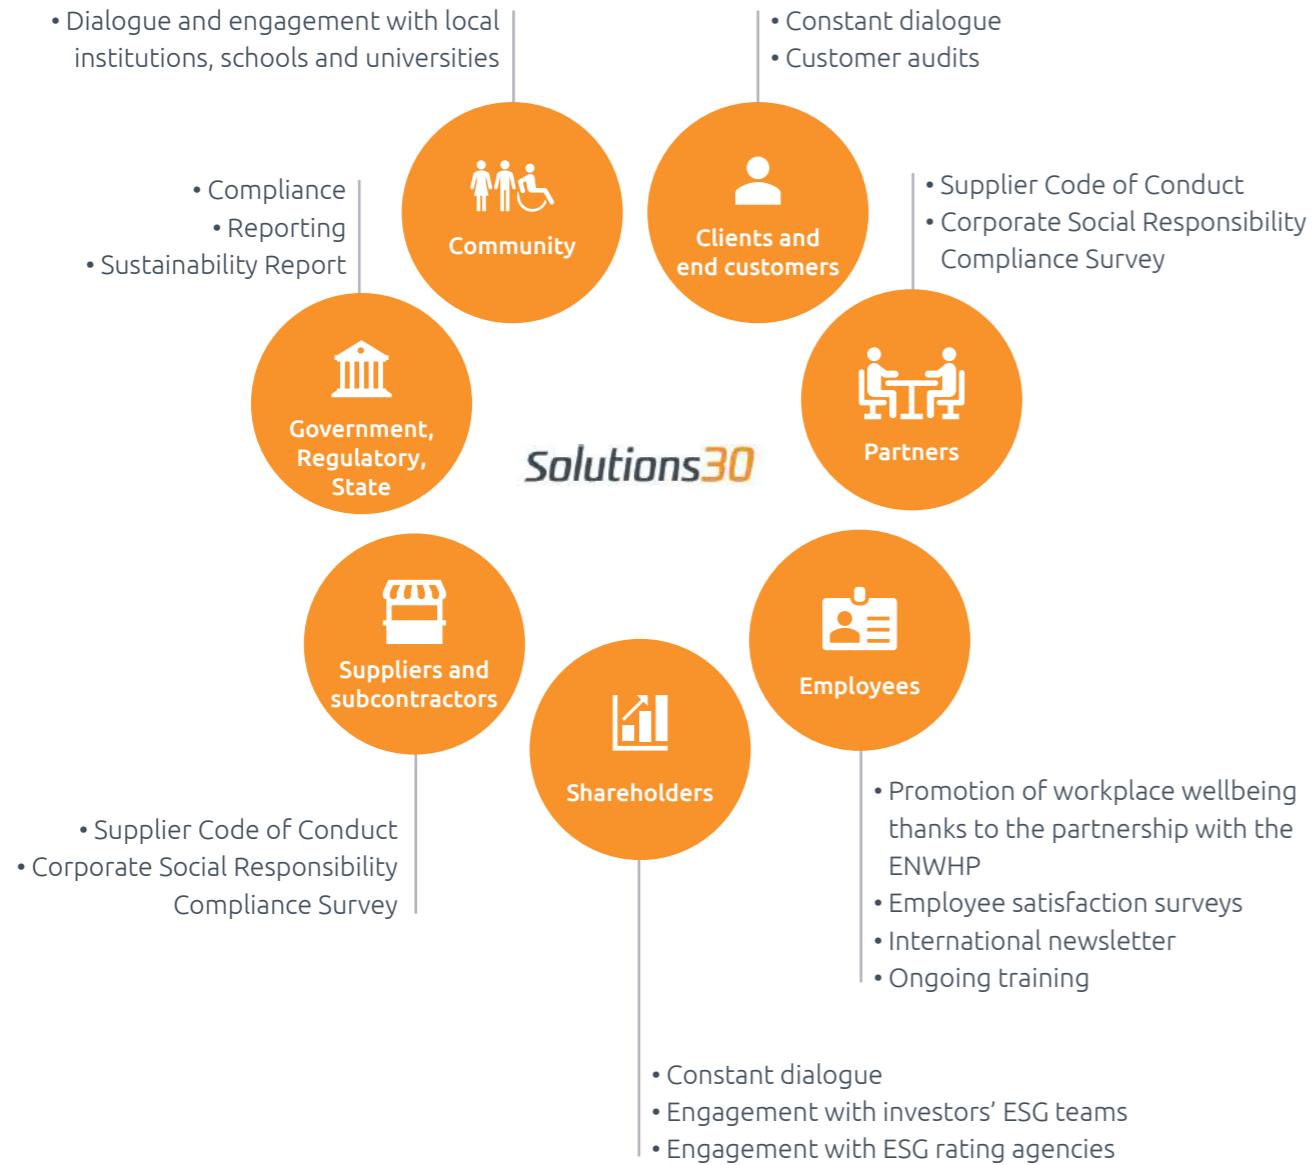 • Dialogue and engagement with local
institutions, schools and universities
• Constant dialogue
• Customer audits
Community
Clients and
end customers
• Compliance
• Reporting
• Sustainability Report
• Supplier Code of Conduct
• Corporate Social Responsibility
Compliance Survey
Government,
Regulatory,
State
Solutions30
Partners
Suppliers and
subcontractors
Shareholders
Employees
• Supplier Code of Conduct
• Corporate Social Responsibility
Compliance Survey
• Promotion of workplace wellbeing
thanks to the partnership with the
ENWHP
• Employee satisfaction surveys
• International newsletter
• Ongoing training
• Constant dialogue
• Engagement with investors’ ESG teams
• Engagement with ESG rating agencies